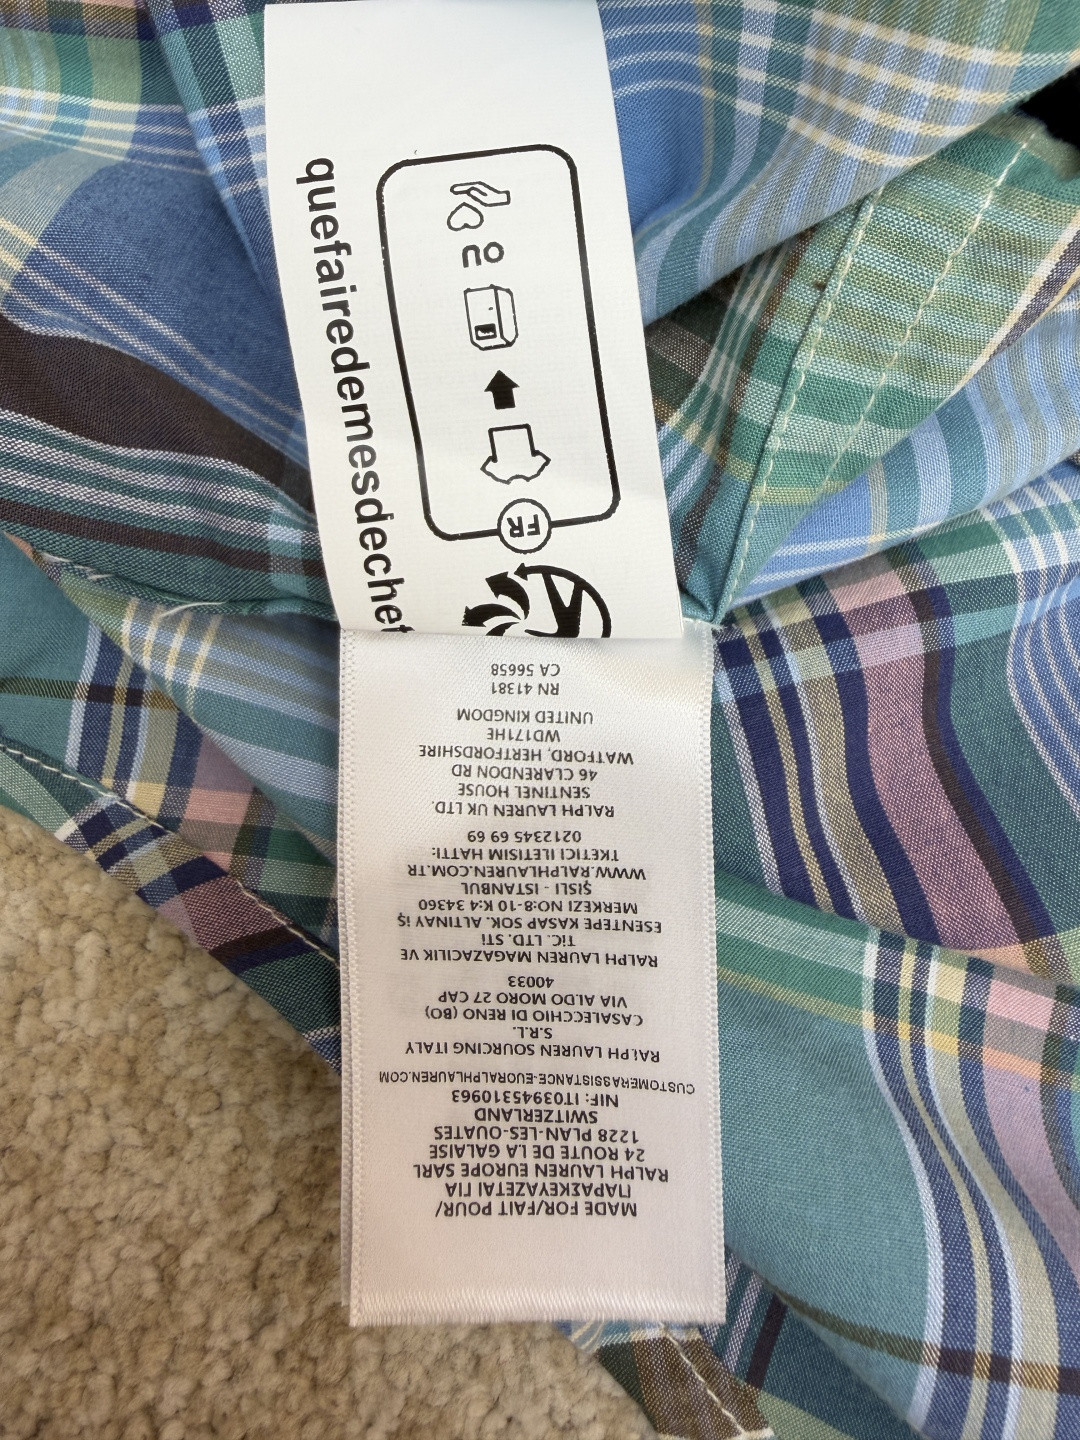 MADE FOR/FAIT POUR/
ΠΑΡΑΣΚΕΥΑΖΕΤΑΙ ΓΙΑ
RALPH LAUREN EUROPE SARL
24 ROUTE DE LA GALAISE
1228 PLAN-LES-OUATES
SWITZERLAND
NIF: IT03945310963
CUSTOMERASSISTANCE-EU@RALPHLAUREN.COM
RALPH LAUREN SOURCING ITALY
S.R.L.
CASALECCHIO DI RENO (BO)
VIA ALDO MORO 27 CAP
40033
RALPH LAUREN MAGAZACILIK VE
TİC. LTD. STİ
ESENTEPE KASAP SOK. ALTINAY iŞ
MERKEZI NO:8-10 K:4 34360
ŞISLI - ISTANBUL
WWW.RALPHLAUREN.COM.TR
TKETICI ILETISIM HATTI:
0212345 69 69
RALPH LAUREN UK LTD.
SENTINEL HOUSE
46 CLARENDON RD
WATFORD, HERTFORDSHIRE
WD171HE
UNITED KINGDOM
RN 41381
CA 56658
FR
OU
quefairedemesdechet